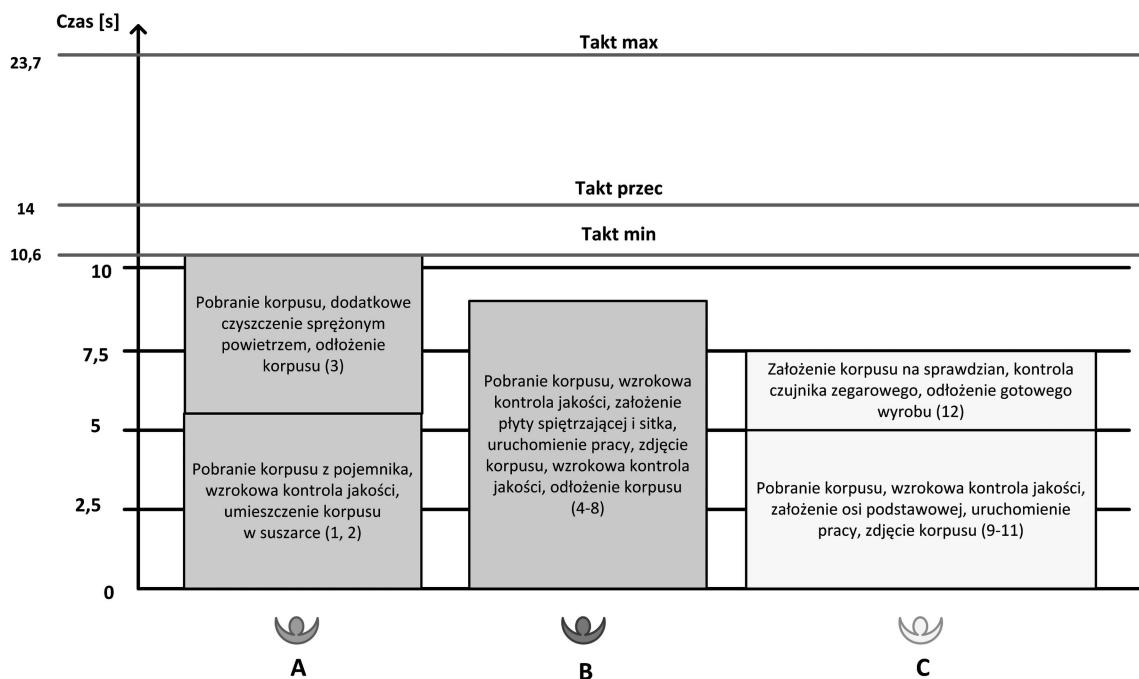 Czas [s]
Takt max
23,7
Takt przec
14
Takt min
10,6
10
7,5
5
2,5
0
Pobranie korpusu, dodatkowe
czyszczenie sprężonym
powietrzem, odłożenie
korpusu (3)
Pobranie korpusu z pojemnika,
wzrokowa kontrola jakości,
umieszczenie korpusu
w suszarce (1, 2)
Pobranie korpusu, wzrokowa
kontrola jakości, założenie
płyty spiętrzającej i sitka,
uruchomienie pracy, zdjęcie
korpusu, wzrokowa kontrola
jakości, odłożenie korpusu
(4-8)
Założenie korpusu na sprawdzian, kontrola
czujnika zegarowego, odłożenie gotowego
wyrobu (12)
Pobranie korpusu, wzrokowa kontrola jakości,
założenie osi podstawowej, uruchomienie
pracy, zdjęcie korpusu (9-11)
A
B
C